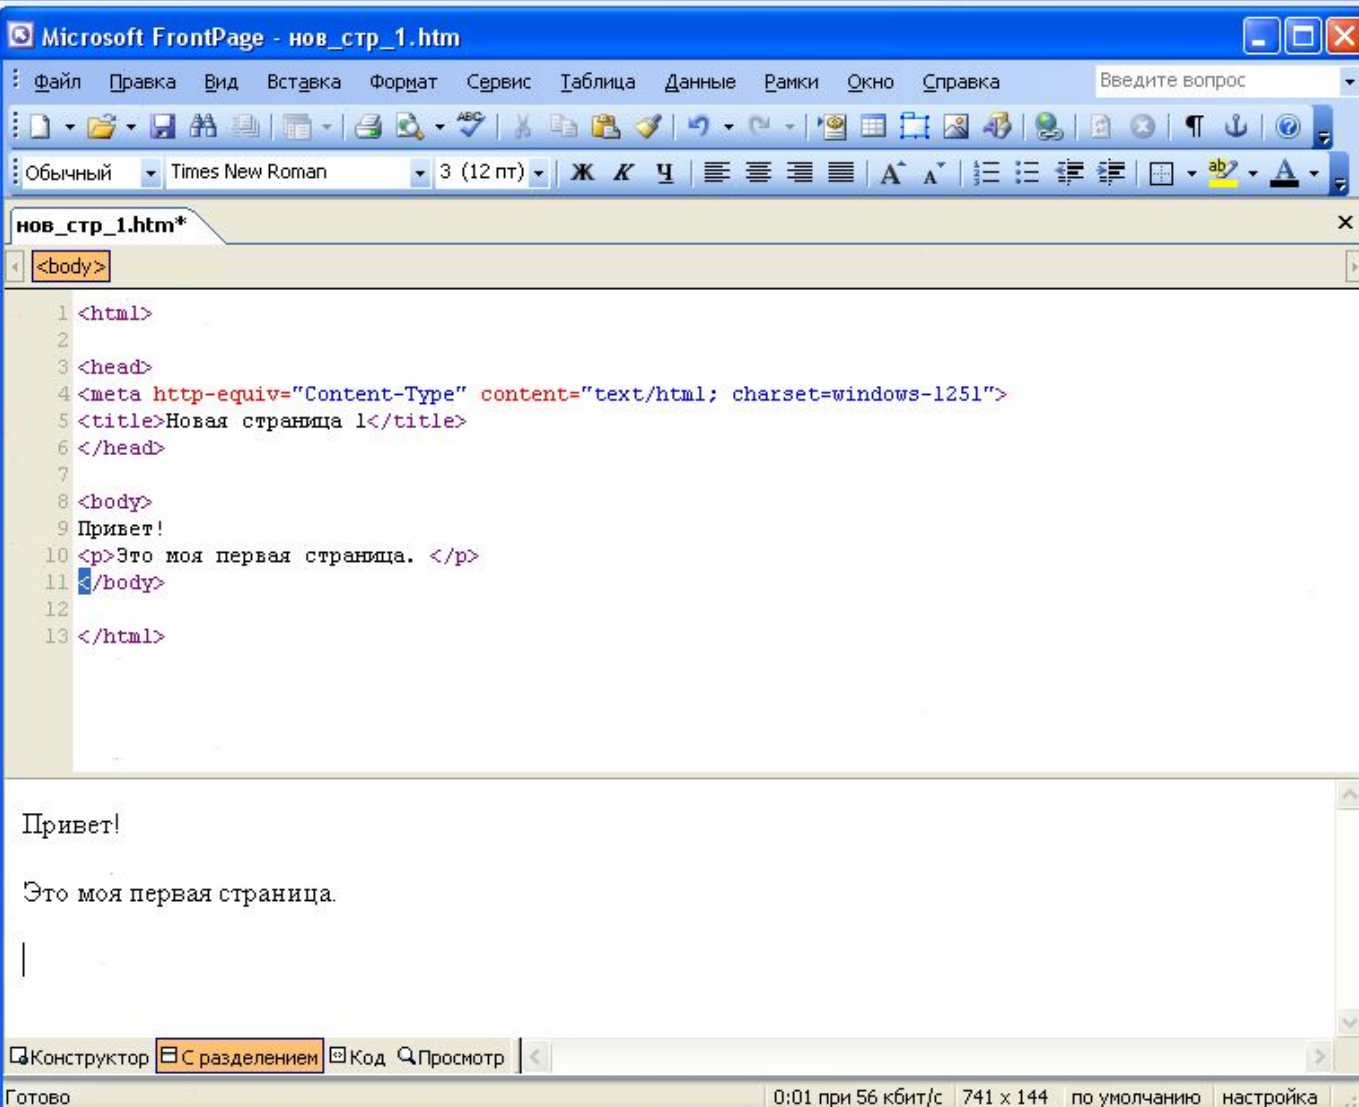 Microsoft FrontPage - нов_стр_1.htm
Файл Правка Вид Вставка Формат Сервис Таблица Данные Рамки Окно Справка Введите вопрос
Обычный Times New Roman 3 (12 пт) Ж К Ч
нов_стр_1.htm*
<body>
1 <html>
2
3 <head>
4 <meta http-equiv="Content-Type" content="text/html; charset=windows-1251">
5 <title>Новая страница 1</title>
6 </head>
7
8 <body>
9 Привет!
10 <p>Это моя первая страница. </p>
11 </body>
12
13 </html>
Привет!
Это моя первая страница.
Конструктор С разделением Код Просмотр
Готово 0:01 при 56 кбит/с 741 x 144 по умолчанию настройка